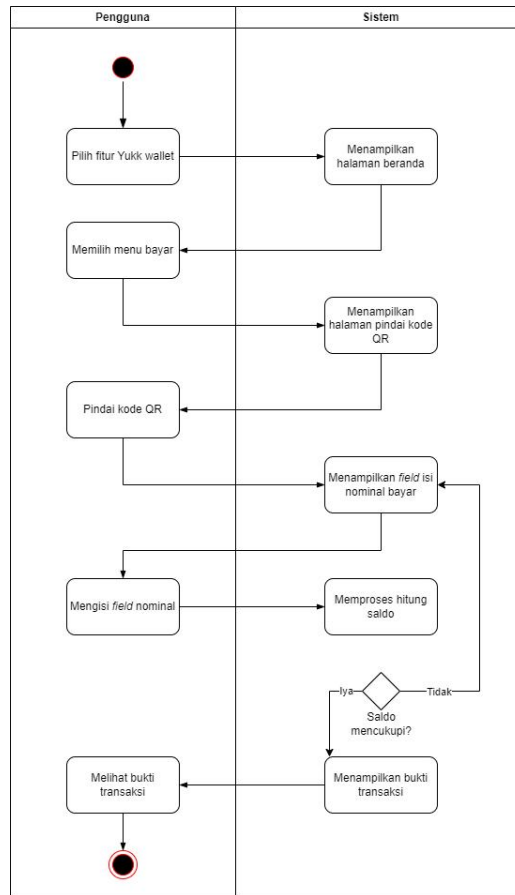 Pengguna
Sistem
Pilih fitur Yukk wallet
Menampilkan
halaman beranda
Memilih menu bayar
Menampilkan
halaman pindai kode
QR
Pindai kode QR
Menampilkan field isi
nominal bayar
Mengisi field nominal
Memproses hitung
saldo
Iya
Tidak
Saldo
mencukupi?
Melihat bukti
transaksi
Menampilkan bukti
transaksi